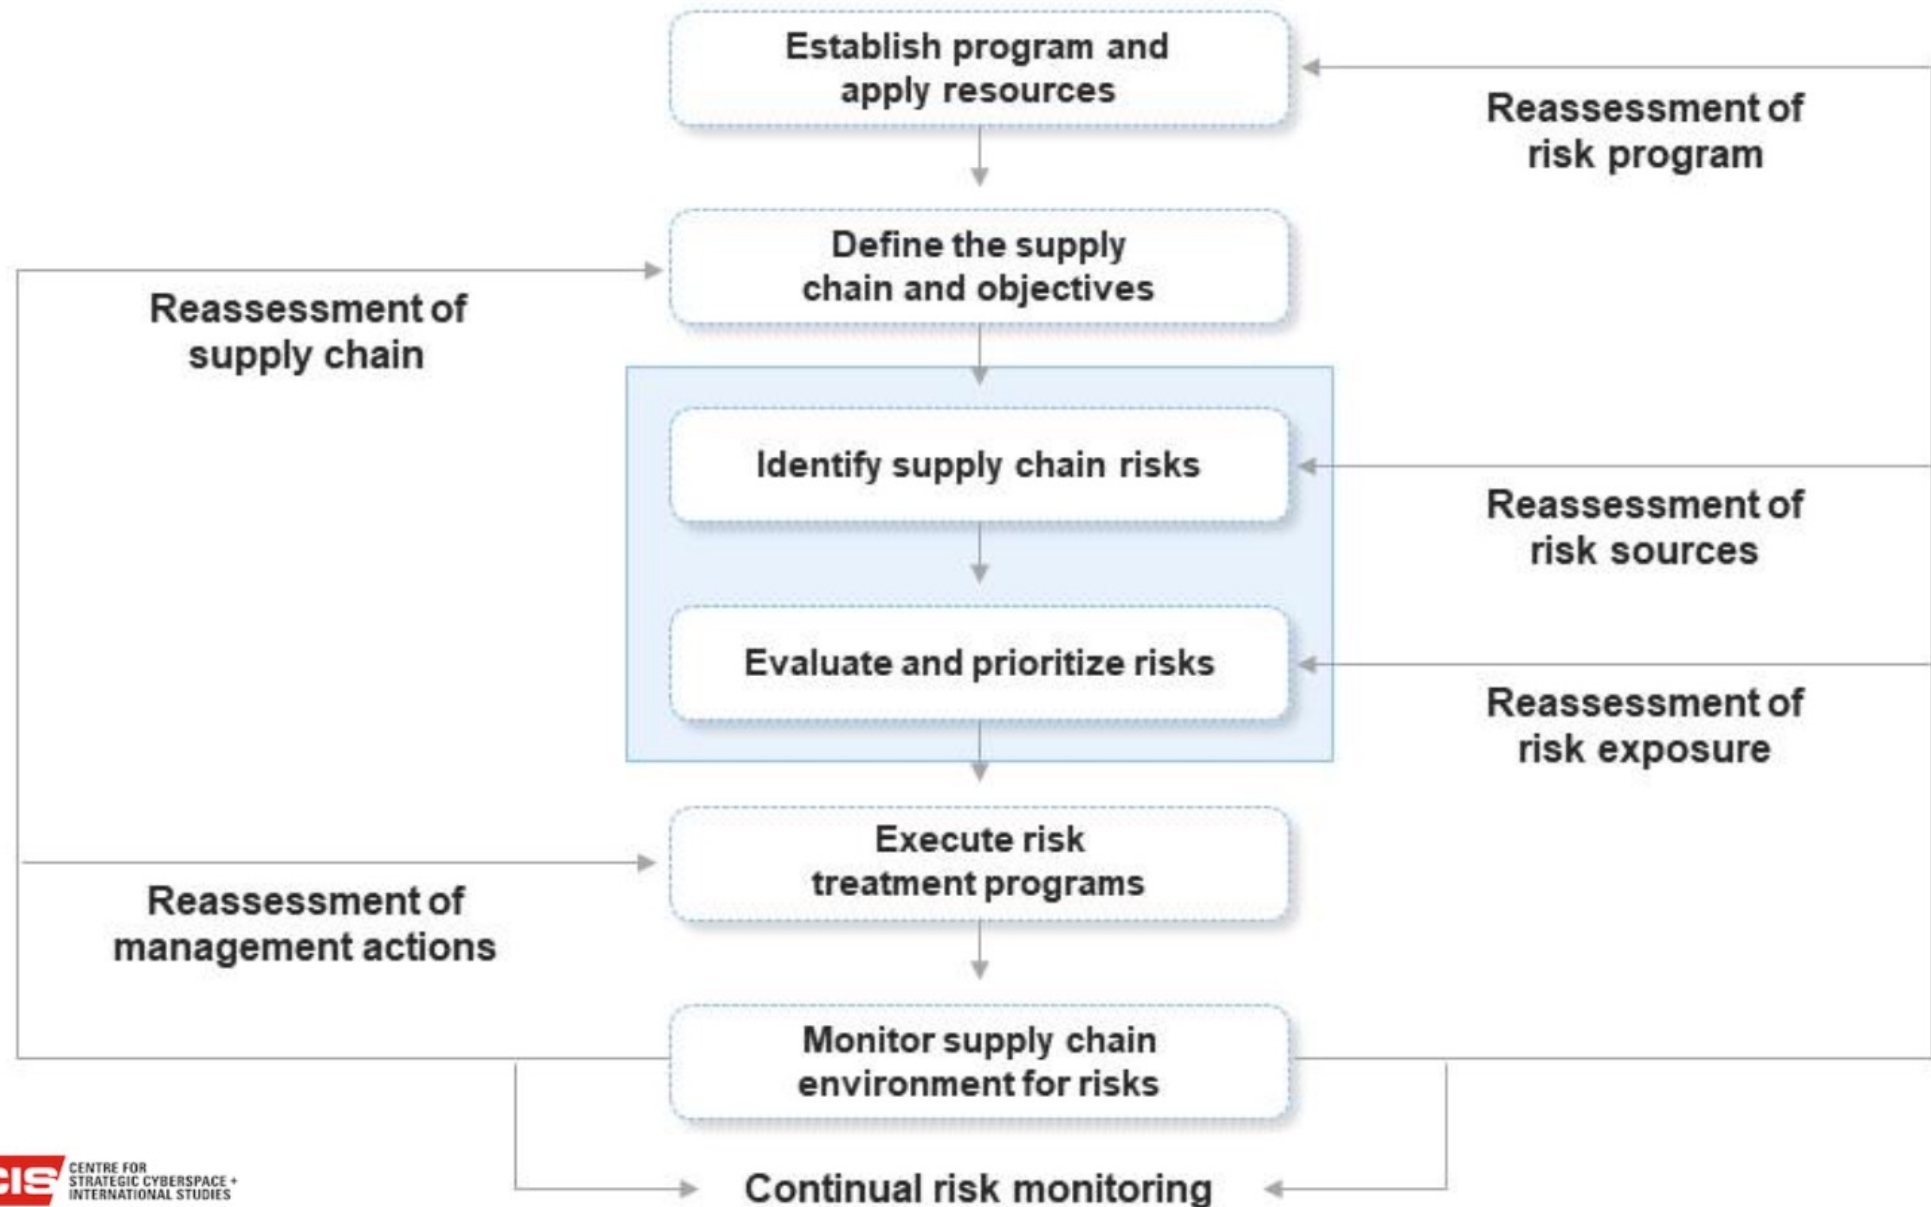 Establish program and
apply resources
Reassessment of
risk program
Define the supply
chain and objectives
Reassessment of
supply chain
Identify supply chain risks
Reassessment of
risk sources
Evaluate and prioritize risks
Reassessment of
risk exposure
Execute risk
treatment programs
Reassessment of
management actions
Monitor supply chain
environment for risks
CIS
CENTRE FOR
STRATEGIC CYBERSPACE +
INTERNATIONAL STUDIES
Continual risk monitoring